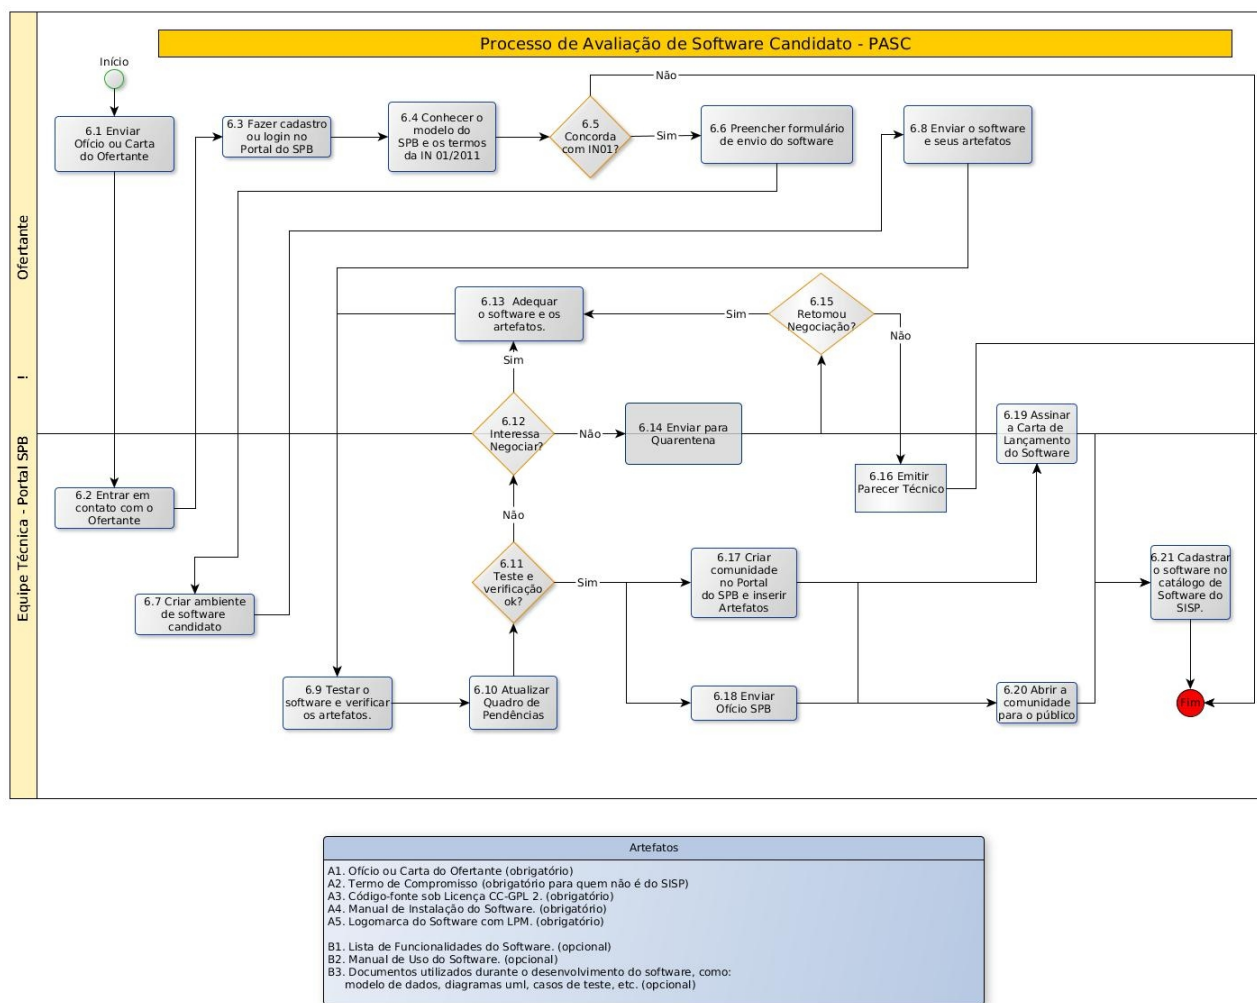 Processo de Avaliação de Software Candidato - PASC
Início
Não
6.1 Enviar
Ofício ou Carta
do Ofertante
6.3 Fazer cadastro
ou login no
Portal do SPB
6.4 Conhecer o
modelo do
SPB e os termos
da IN 01/2011
6.5
Concorda
com IN01?
Sim
6.6 Preencher formulário
de envio do software
6.8 Enviar o software
e seus artefatos
Ofertante
6.13 Adequar
o software e os
artefatos.
Sim
6.15
Retomou
Negociação?
Não
Sim
!
6.12
Interessa
Negociar?
Não
6.14 Enviar para
Quarentena
6.19 Assinar
a Carta de
Lançamento
do Software
Equipe Técnica - Portal SPB
6.2 Entrar em
contato com o
Ofertante
6.16 Emitir
Parecer Técnico
Não
6.11
Teste e
verificação
ok?
Sim
6.17 Criar
comunidade
no Portal
do SPB e inserir
Artefatos
6.21 Cadastrar
o software no
catálogo de
Software do
SISP.
6.7 Criar ambiente
de software
candidato
6.9 Testar o
software e verificar
os artefatos.
6.10 Atualizar
Quadro de
Pendências
6.18 Enviar
Ofício SPB
6.20 Abrir a
comunidade
para o público
Fim
Artefatos
A1. Ofício ou Carta do Ofertante (obrigatório)
A2. Termo de Compromisso (obrigatório para quem não é do SISP)
A3. Código-fonte sob Licença CC-GPL 2. (obrigatório)
A4. Manual de Instalação do Software. (obrigatório)
A5. Logomarca do Software com LPM. (obrigatório)
B1. Lista de Funcionalidades do Software. (opcional)
B2. Manual de Uso do Software. (opcional)
B3. Documentos utilizados durante o desenvolvimento do software, como:
modelo de dados, diagramas uml, casos de teste, etc. (opcional)